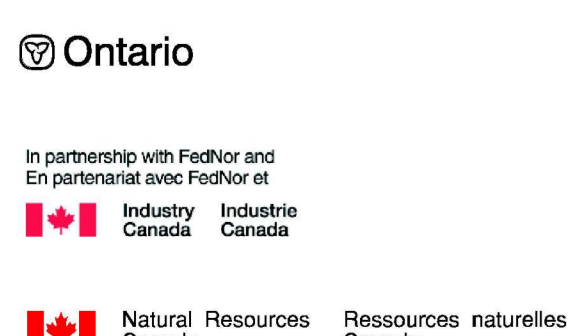 Ontario
In partnership with FedNor and
En partenariat avec FedNor et
Industry Industrie
Canada Canada
Natural Resources Ressources naturelles